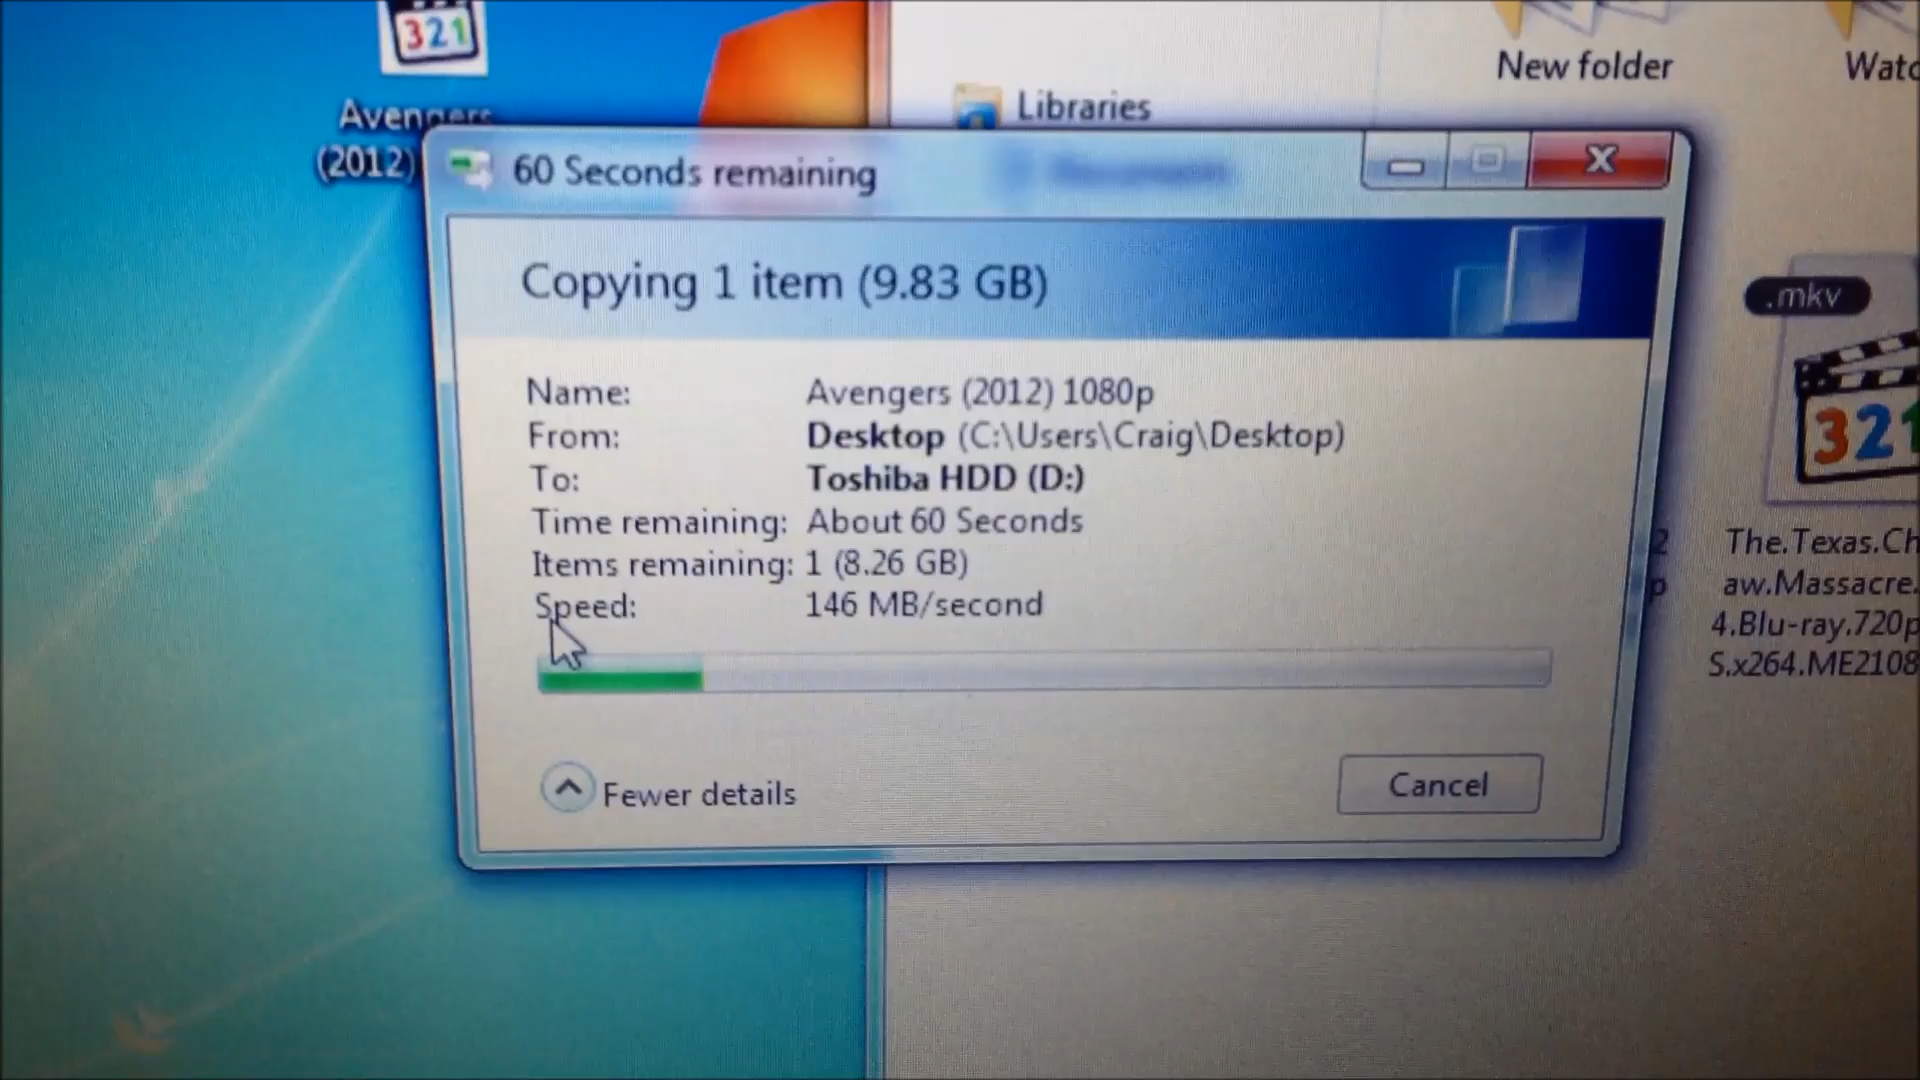 321
Avengers
(2012)
Libraries
New folder
60 Seconds remaining
Copying 1 item (9.83 GB)
Name: Avengers (2012) 1080p
From: Desktop (C:\Users\Craig\Desktop)
To: Toshiba HDD (D:)
Time remaining: About 60 Seconds
Items remaining: 1 (8.26 GB)
Speed: 146 MB/second
Fewer details
Cancel
.mkv
321
The.Texas.Ch
aw.Massacre.
4.Blu-ray.720p
S.x264.ME2108